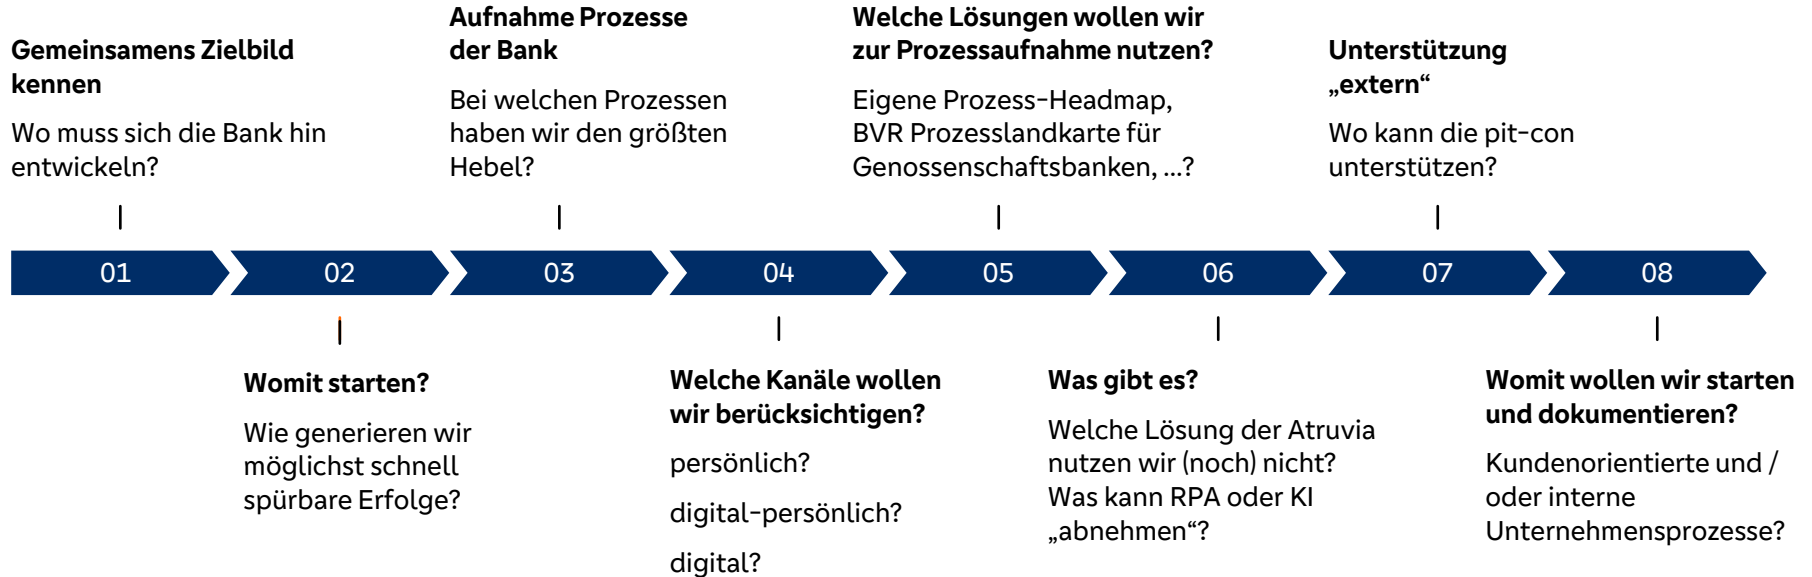 Gemeinsamens Zielbild
kennen
Wo muss sich die Bank hin
entwickeln?
Aufnahme Prozesse
der Bank
Bei welchen Prozessen
haben wir den größten
Hebel?
Welche Lösungen wollen wir
zur Prozessaufnahme nutzen?
Eigene Prozess-Headmap,
BVR Prozesslandkarte für
Genossenschaftsbanken, ...?
Unterstützung
„extern“
Wo kann die pit-con
unterstützen?
01
02
03
04
05
06
07
08
Womit starten?
Wie generieren wir
möglichst schnell
spürbare Erfolge?
Welche Kanäle wollen
wir berücksichtigen?
persönlich?
digital-persönlich?
digital?
Was gibt es?
Welche Lösung der Atruvia
nutzen wir (noch) nicht?
Was kann RPA oder KI
„abnehmen“?
Womit wollen wir starten
und dokumentieren?
Kundenorientierte und /
oder interne
Unternehmensprozesse?